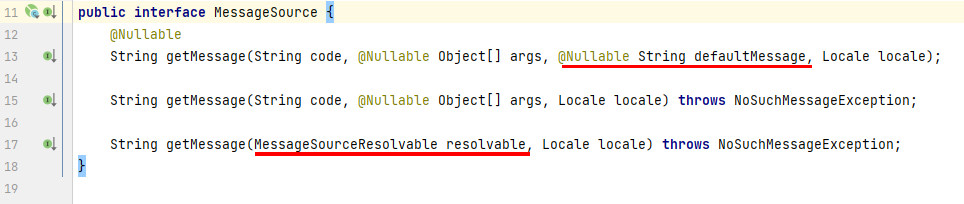 11 public interface MessageSource {
12 @Nullable
13 String getMessage(String code, @Nullable Object[] args, @Nullable String defaultMessage, Locale locale);
14
15 String getMessage(String code, @Nullable Object[] args, Locale locale) throws NoSuchMessageException;
16
17 String getMessage(MessageSourceResolvable resolvable, Locale locale) throws NoSuchMessageException;
18 }
19